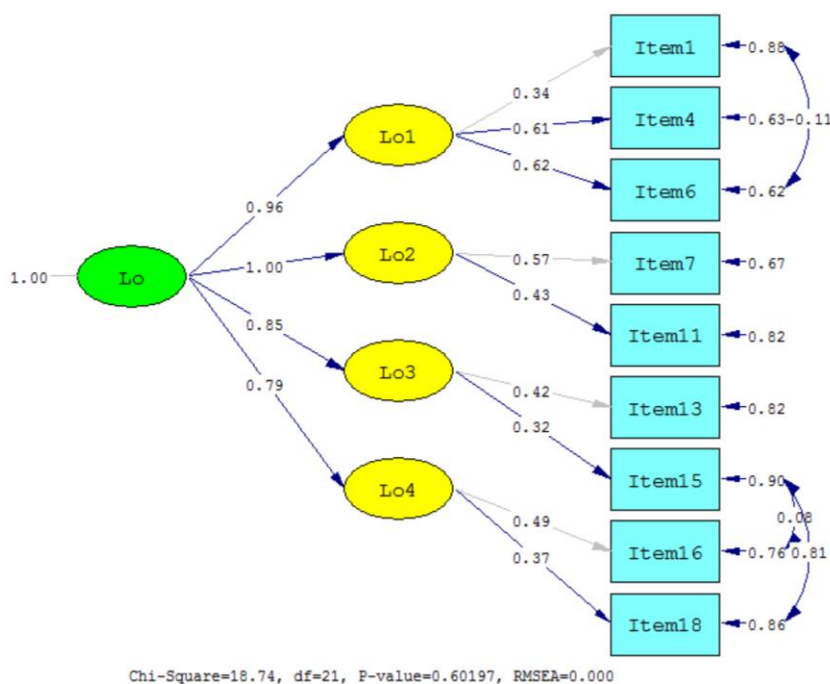 Item1
0.88
0.34
Item4
0.63
-0.11
Lo1
0.61
0.62
Item6
0.62
0.96
Lo2
0.57
Item7
0.67
1.00
Lo
1.00
0.43
Item11
0.82
0.85
Lo3
0.42
Item13
0.82
0.79
0.32
Item15
0.90
Lo4
0.08
0.49
Item16
0.76
0.81
0.37
Item18
0.86
Chi-Square=18.74, df=21, P-value=0.60197, RMSEA=0.000